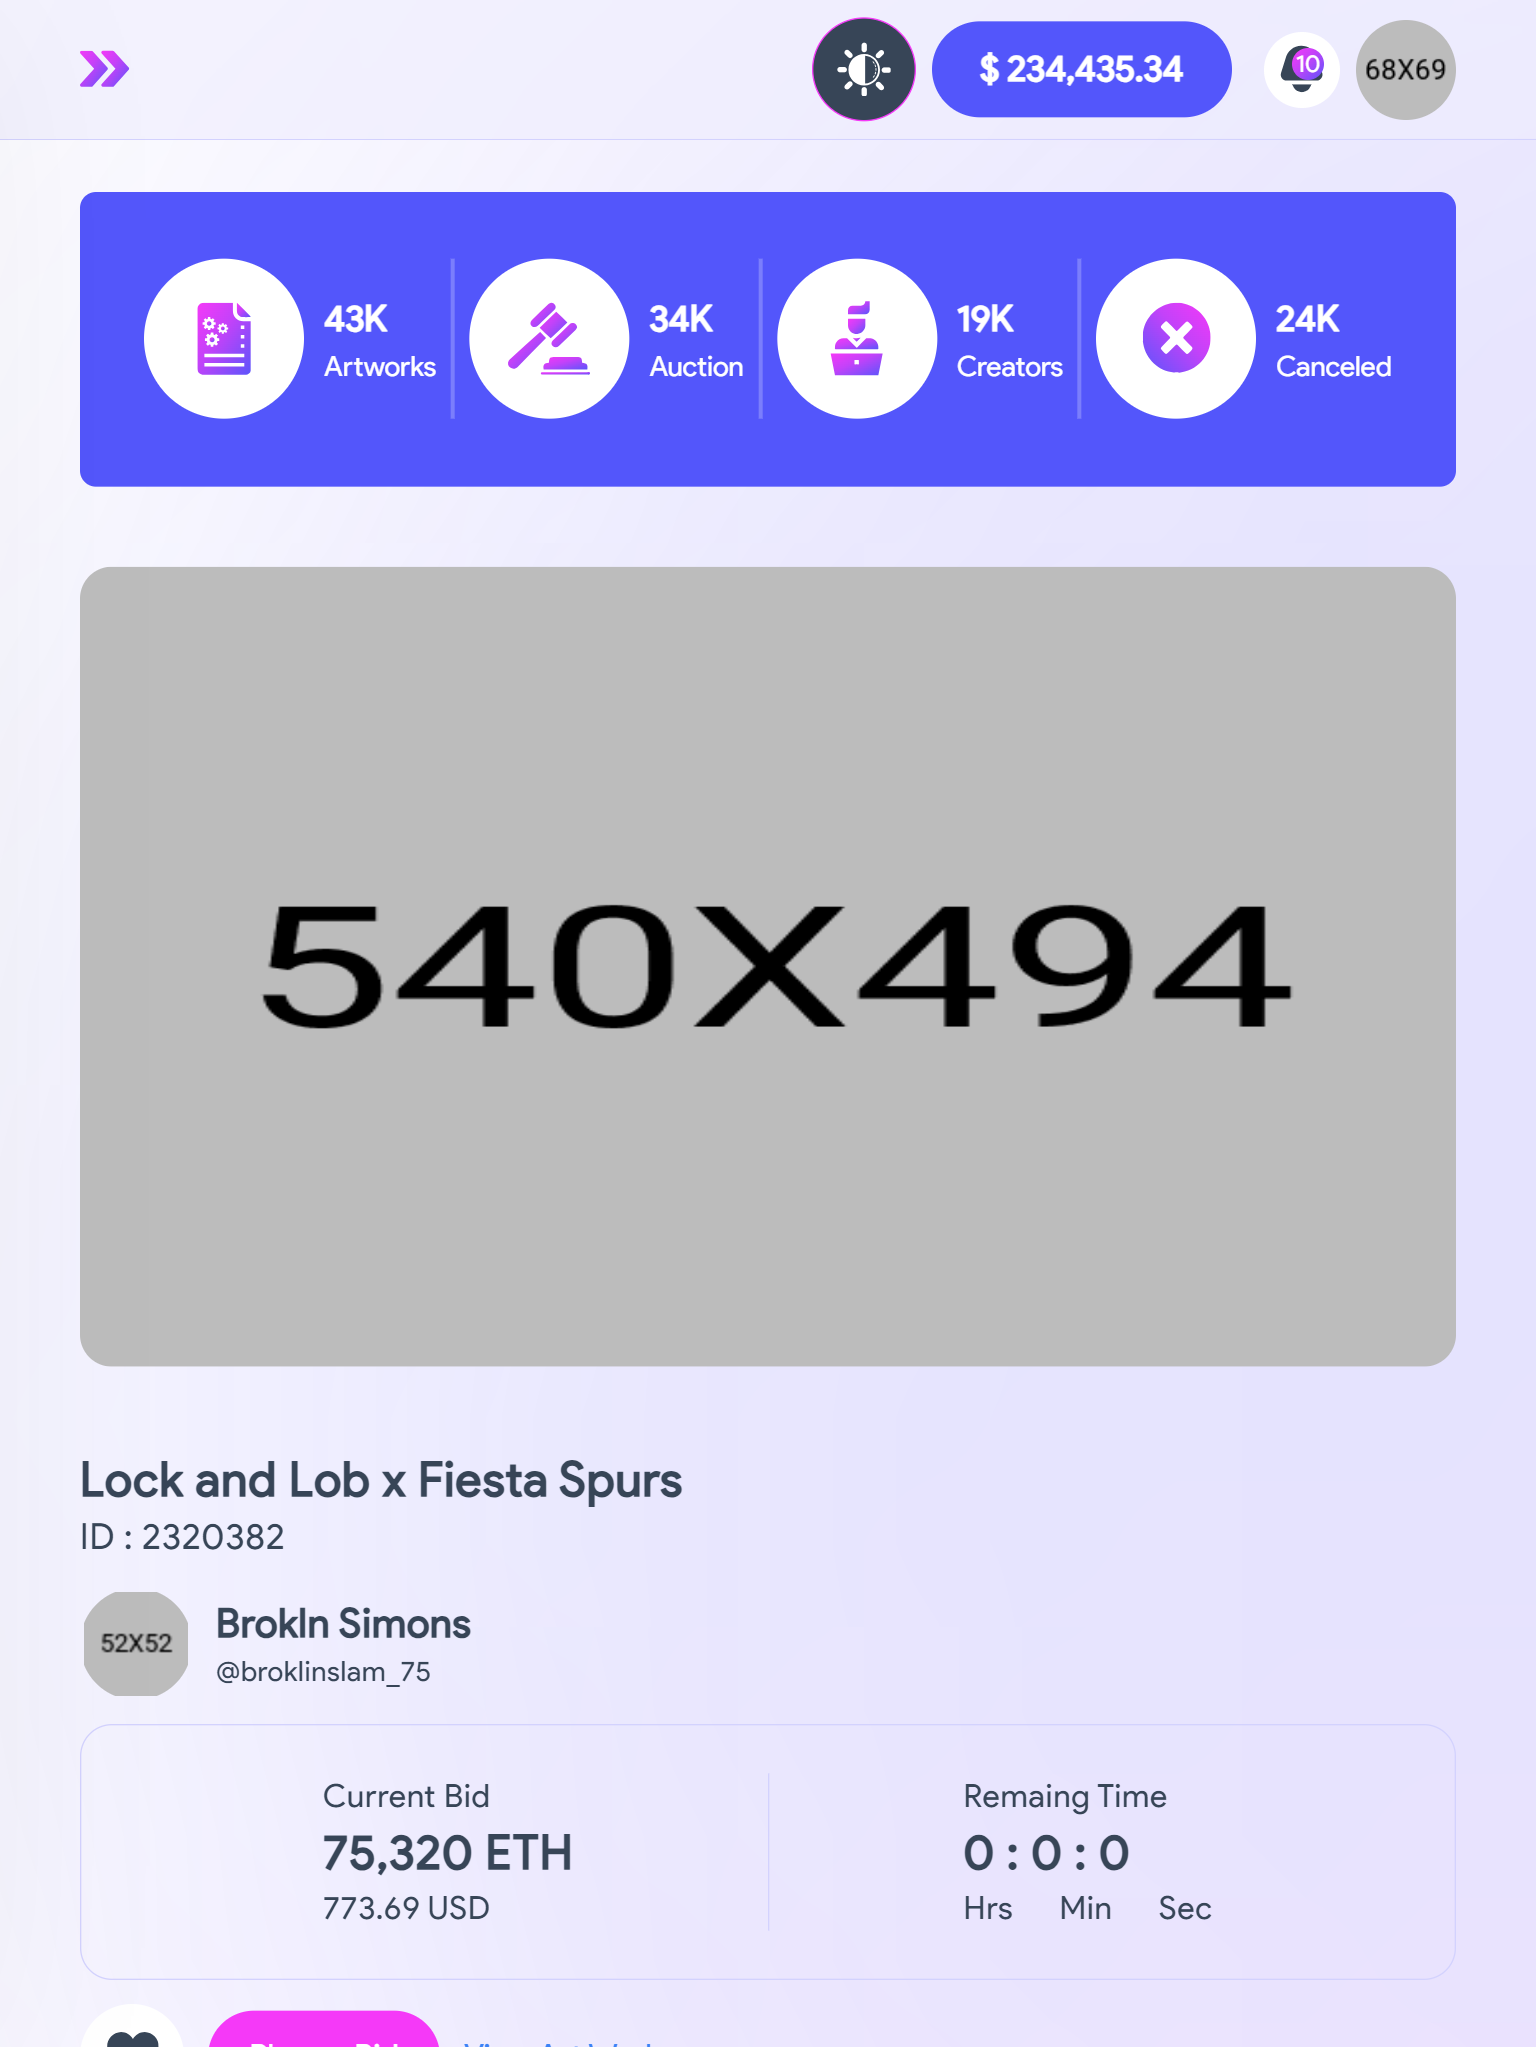 $ 234,435.34
10
68X69
43K
Artworks
34K
Auction
19K
Creators
24K
Canceled
540X494
Lock and Lob x Fiesta Spurs
ID : 2320382
52X52
Brokln Simons
@broklinslam_75
Current Bid
75,320 ETH
773.69 USD
Remaing Time
0 : 0 : 0
Hrs Min Sec